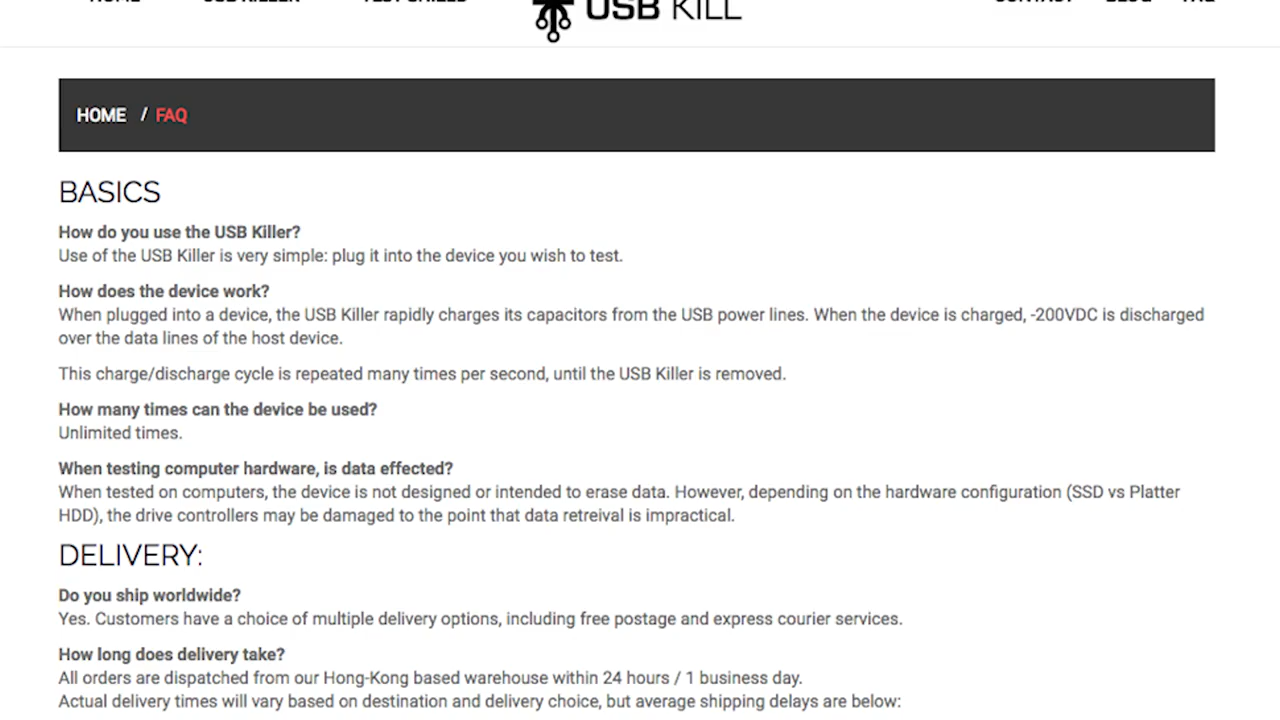 HOME USB KILLER TEST SHIELD USB KILL CONTACT BLOG FAQ
HOME / FAQ
BASICS
How do you use the USB Killer?
Use of the USB Killer is very simple: plug it into the device you wish to test.
How does the device work?
When plugged into a device, the USB Killer rapidly charges its capacitors from the USB power lines. When the device is charged, -200VDC is discharged
over the data lines of the host device.
This charge/discharge cycle is repeated many times per second, until the USB Killer is removed.
How many times can the device be used?
Unlimited times.
When testing computer hardware, is data effected?
When tested on computers, the device is not designed or intended to erase data. However, depending on the hardware configuration (SSD vs Platter
HDD), the drive controllers may be damaged to the point that data retreival is impractical.
DELIVERY:
Do you ship worldwide?
Yes. Customers have a choice of multiple delivery options, including free postage and express courier services.
How long does delivery take?
All orders are dispatched from our Hong-Kong based warehouse within 24 hours / 1 business day.
Actual delivery times will vary based on destination and delivery choice, but average shipping delays are below: